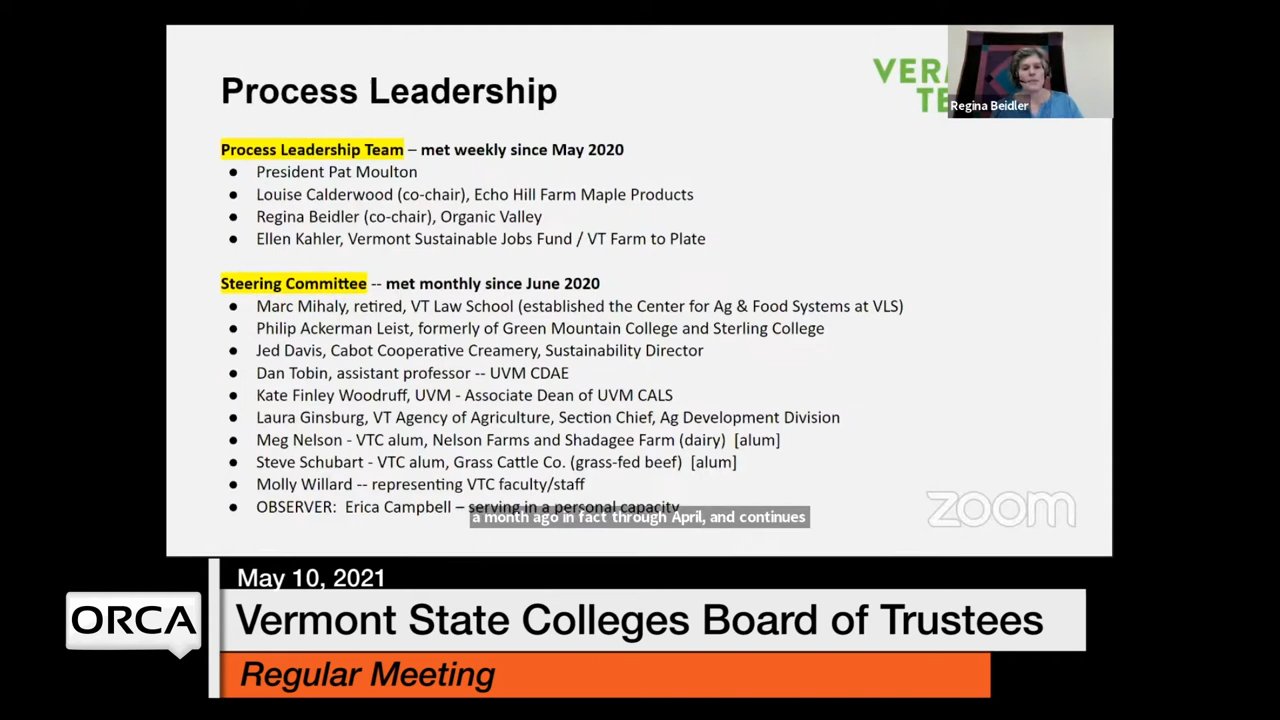 Process Leadership
Regina Beidler
Process Leadership Team – met weekly since May 2020
● President Pat Moulton
● Louise Calderwood (co-chair), Echo Hill Farm Maple Products
● Regina Beidler (co-chair), Organic Valley
● Ellen Kahler, Vermont Sustainable Jobs Fund / VT Farm to Plate
Steering Committee -- met monthly since June 2020
● Marc Mihaly, retired, VT Law School (established the Center for Ag & Food Systems at VLS)
● Philip Ackerman Leist, formerly of Green Mountain College and Sterling College
● Jed Davis, Cabot Cooperative Creamery, Sustainability Director
● Dan Tobin, assistant professor -- UVM CDAE
● Kate Finley Woodruff, UVM - Associate Dean of UVM CALS
● Laura Ginsburg, VT Agency of Agriculture, Section Chief, Ag Development Division
● Meg Nelson - VTC alum, Nelson Farms and Shadagee Farm (dairy) [alum]
● Steve Schubart - VTC alum, Grass Cattle Co. (grass-fed beef) [alum]
● Molly Willard -- representing VTC faculty/staff
● OBSERVER: Erica Campbell – serving in a personal capacity
a month ago in fact through April, and continues
zoom
May 10, 2021
ORCA
Vermont State Colleges Board of Trustees
Regular Meeting